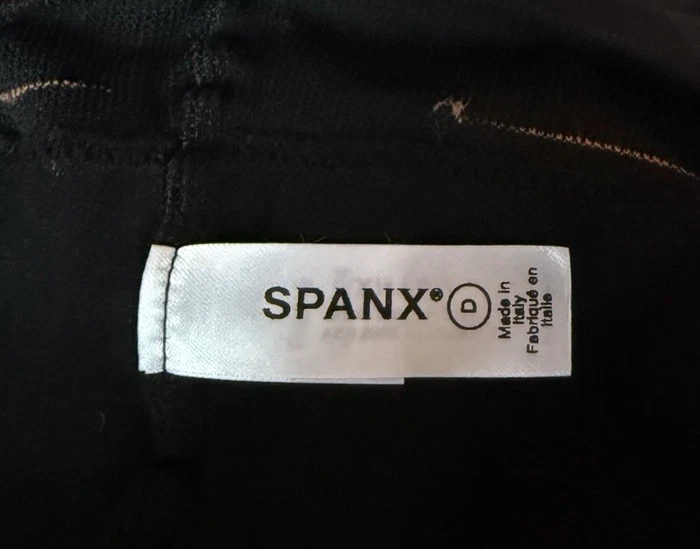 SPANX® D
Made in
Italy
Fabriqué en
Italie